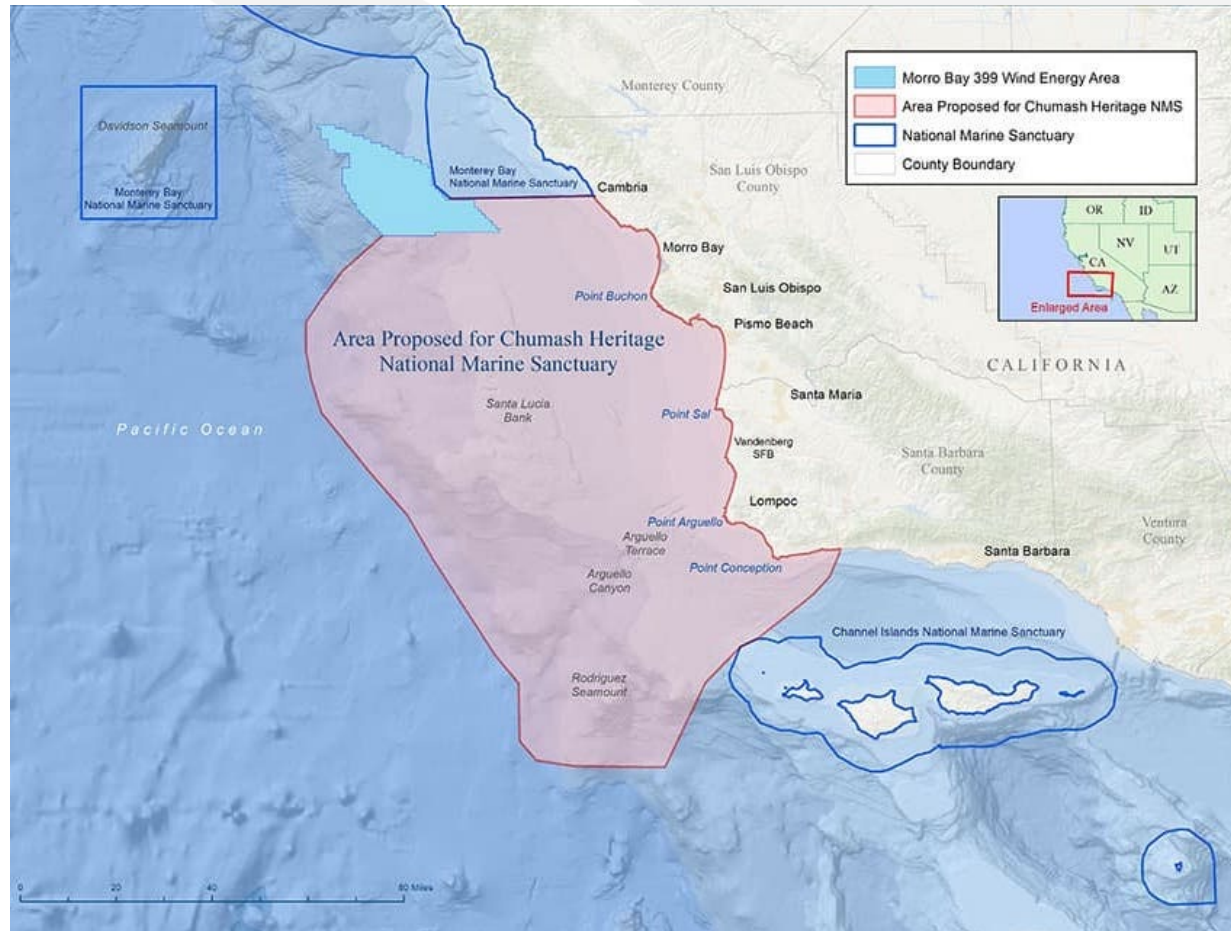 Morro Bay 399 Wind Energy Area
Area Proposed for Chumash Heritage NMS
National Marine Sanctuary
County Boundary
OR
ID
NV
UT
CA
AZ
Enlarged Area
Monterey County
Davidson Seamount
Monterey Bay
National Marine Sanctuary
Monterey Bay
National Marine Sanctuary
Cambria
San Luis Obispo
County
Morro Bay
Point Buchon
San Luis Obispo
Pismo Beach
Area Proposed for Chumash Heritage
National Marine Sanctuary
CALIFORNIA
Santa Lucia
Bank
Santa Maria
Point Sal
Pacific Ocean
Vandenberg
SFB
Santa Barbara
County
Lompoc
Point Arguello
Arguello
Terrace
Ventura
County
Santa Barbara
Point Conception
Arguello
Canyon
Channel Islands National Marine Sanctuary
Rodriguez
Seamount
0 20 40 80 Miles